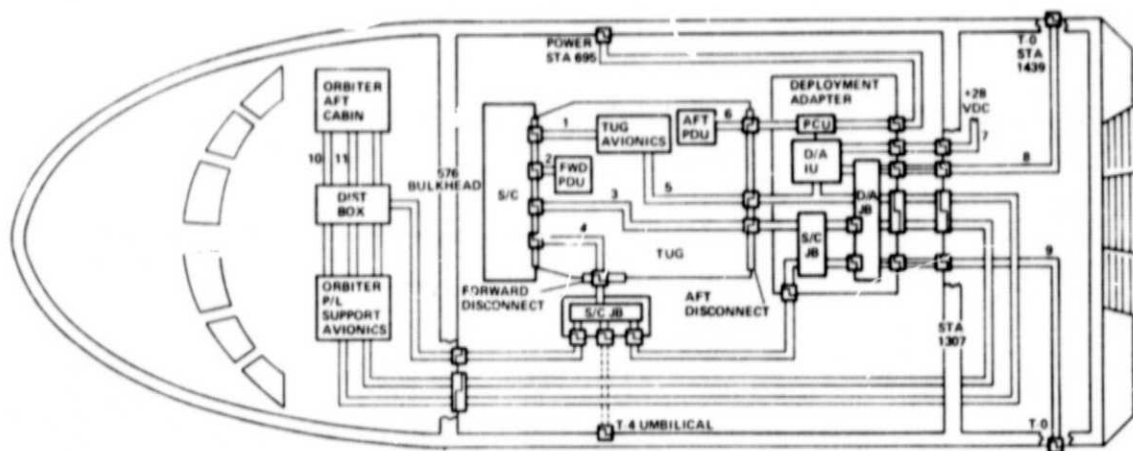 POWER
STA 695
T 0
STA
1439
ORBITER
AFT
CABIN
DEPLOYMENT
ADAPTER
+28
VDC
AFT
PDU
6
PCU
7
1
TUG
AVIONICS
D/A
IU
8
10
11
2
FWD
PDU
576
BULKHEAD
S/C
3
5
D/A
JB
DIST
BOX
4
S/C
JB
9
TUG
ORBITER
P/L
SUPPORT
AVIONICS
FORWARD
DISCONNECT
AFT
DISCONNECT
S/C JB
STA
1307
T-4 UMBILICAL
T 0